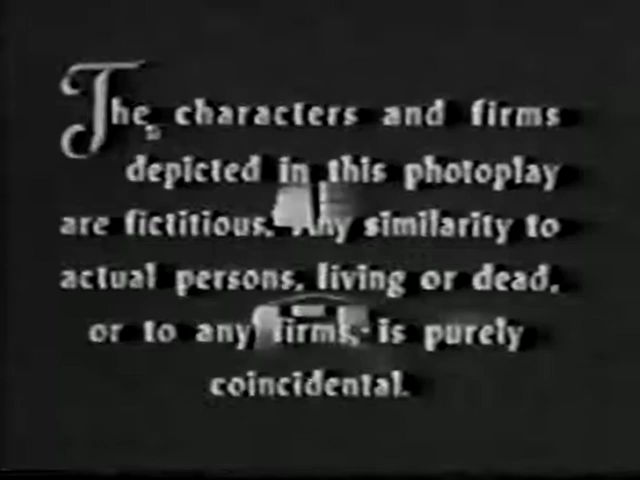 The characters and firms
depicted in this photoplay
are fictitious. Any similarity to
actual persons, living or dead,
or to any firms, is purely
coincidental.